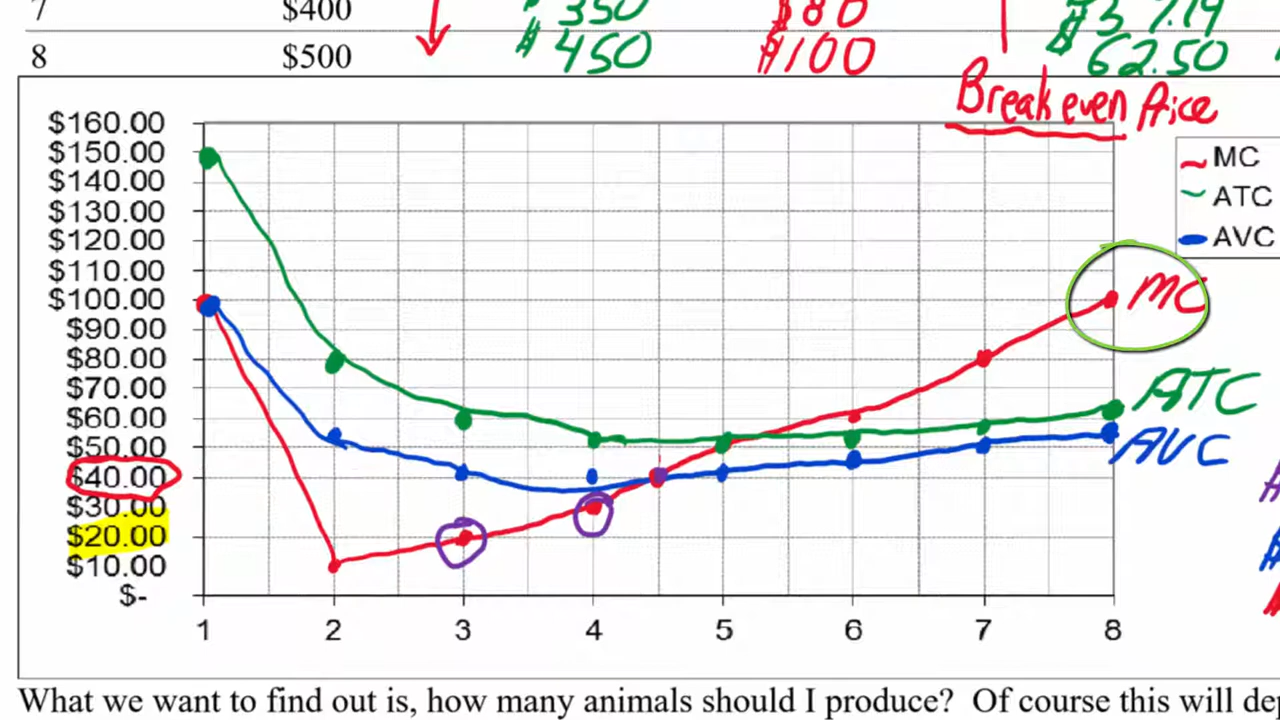 7 $400 $350 $80 $57.14
8 $500 $450 $100 $62.50
Break even Price
$160.00
$150.00
$140.00
$130.00
$120.00
$110.00
$100.00
$90.00
$80.00
$70.00
$60.00
$50.00
$40.00
$30.00
$20.00
$10.00
$-
1 2 3 4 5 6 7 8
MC
ATC
AVC
MC
ATC
AVC
What we want to find out is, how many animals should I produce? Of course this will